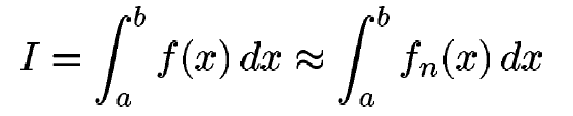 I = ∫_a^b f(x) dx ≈ ∫_a^b f_n(x) dx